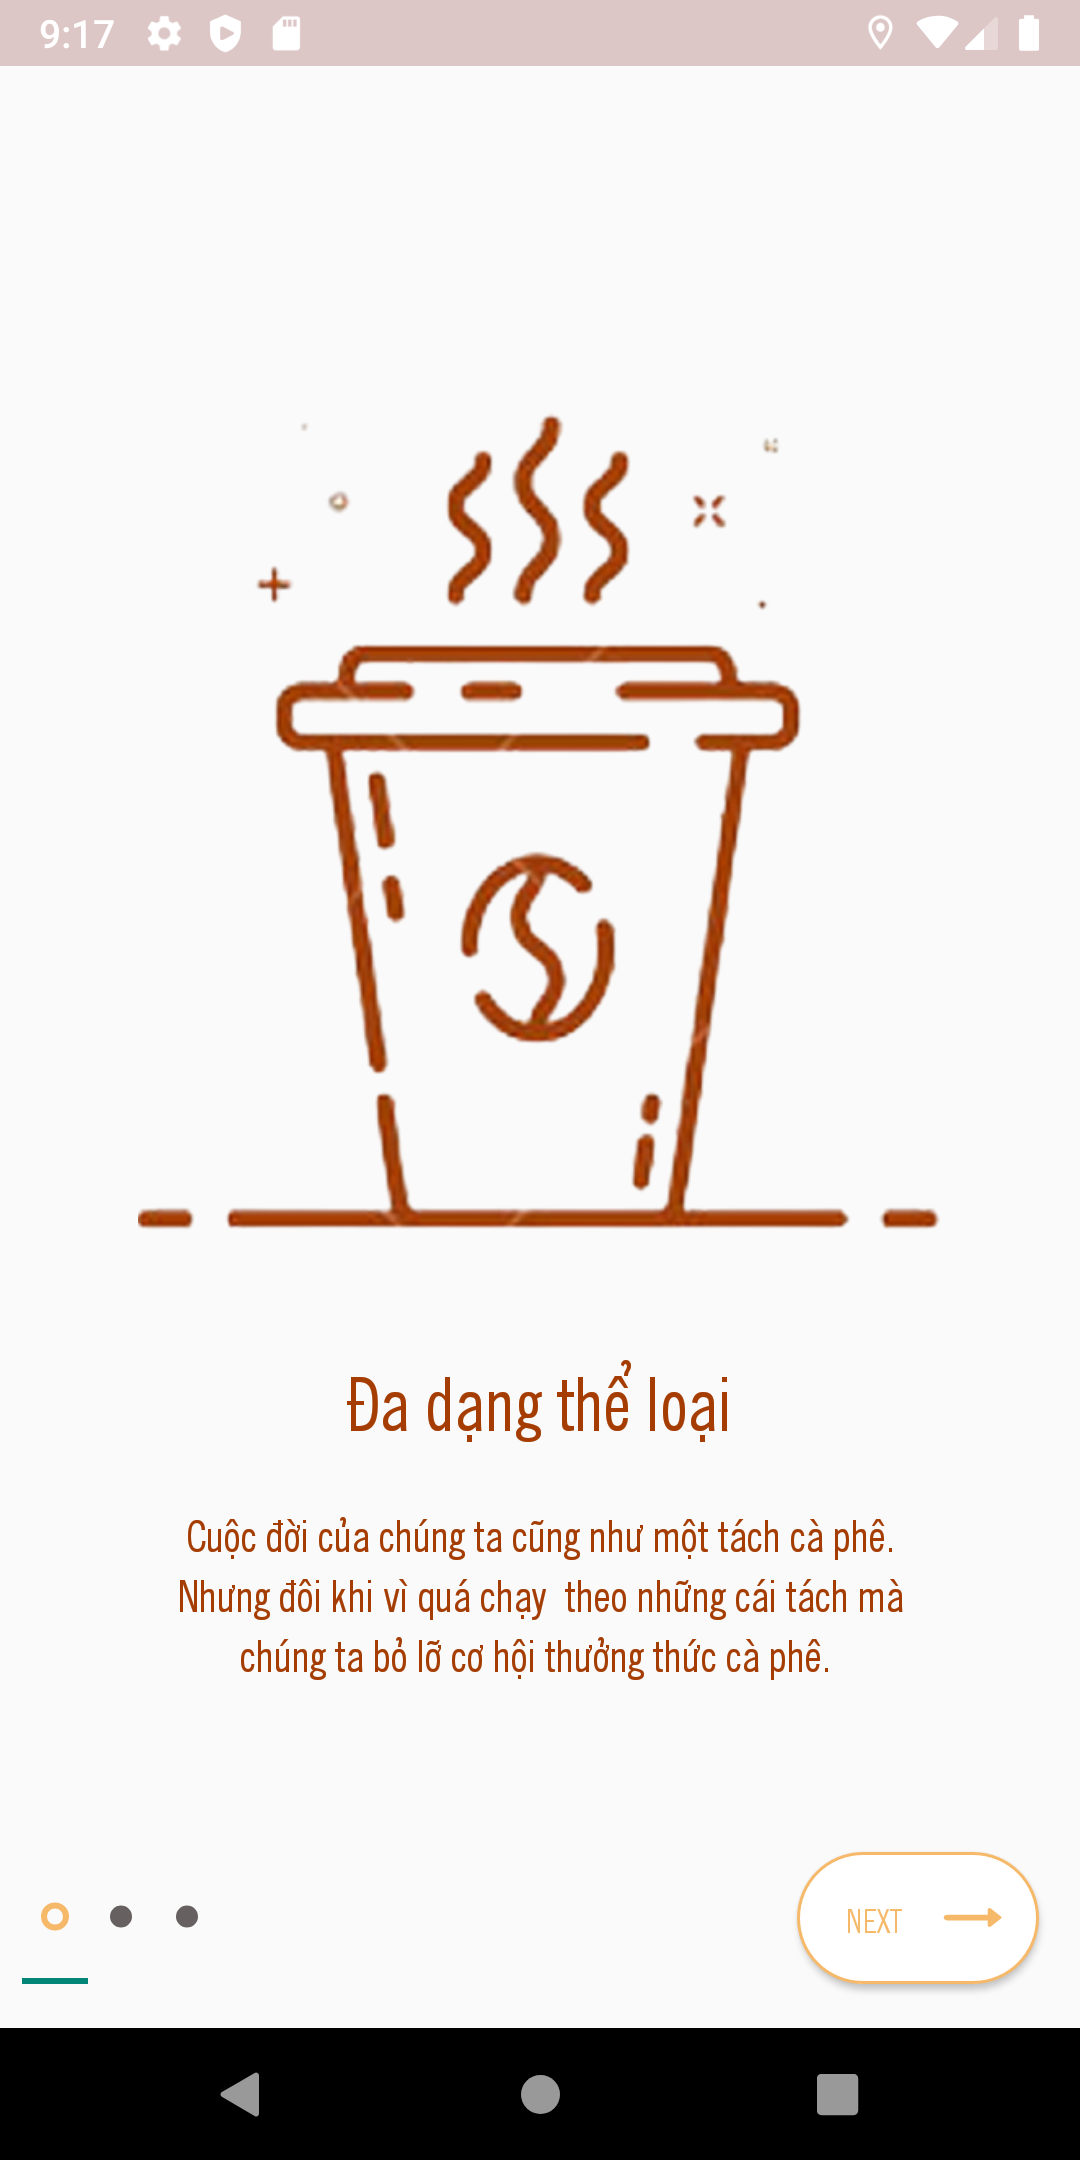 9:17
Đa dạng thể loại
Cuộc đời của chúng ta cũng như một tách cà phê.
Nhưng đôi khi vì quá chạy  theo những cái tách mà
chúng ta bỏ lỡ cơ hội thưởng thức cà phê.
NEXT